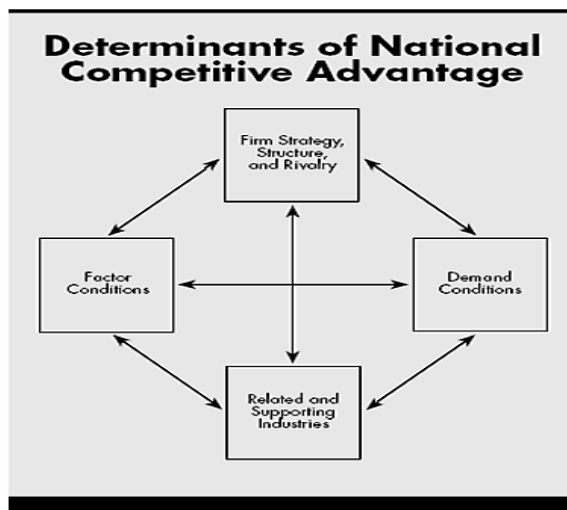 Determinants of National
Competitive Advantage
Firm Strategy,
Structure,
and Rivalry
Factor
Conditions
Demand
Conditions
Related and
Supporting
Industries